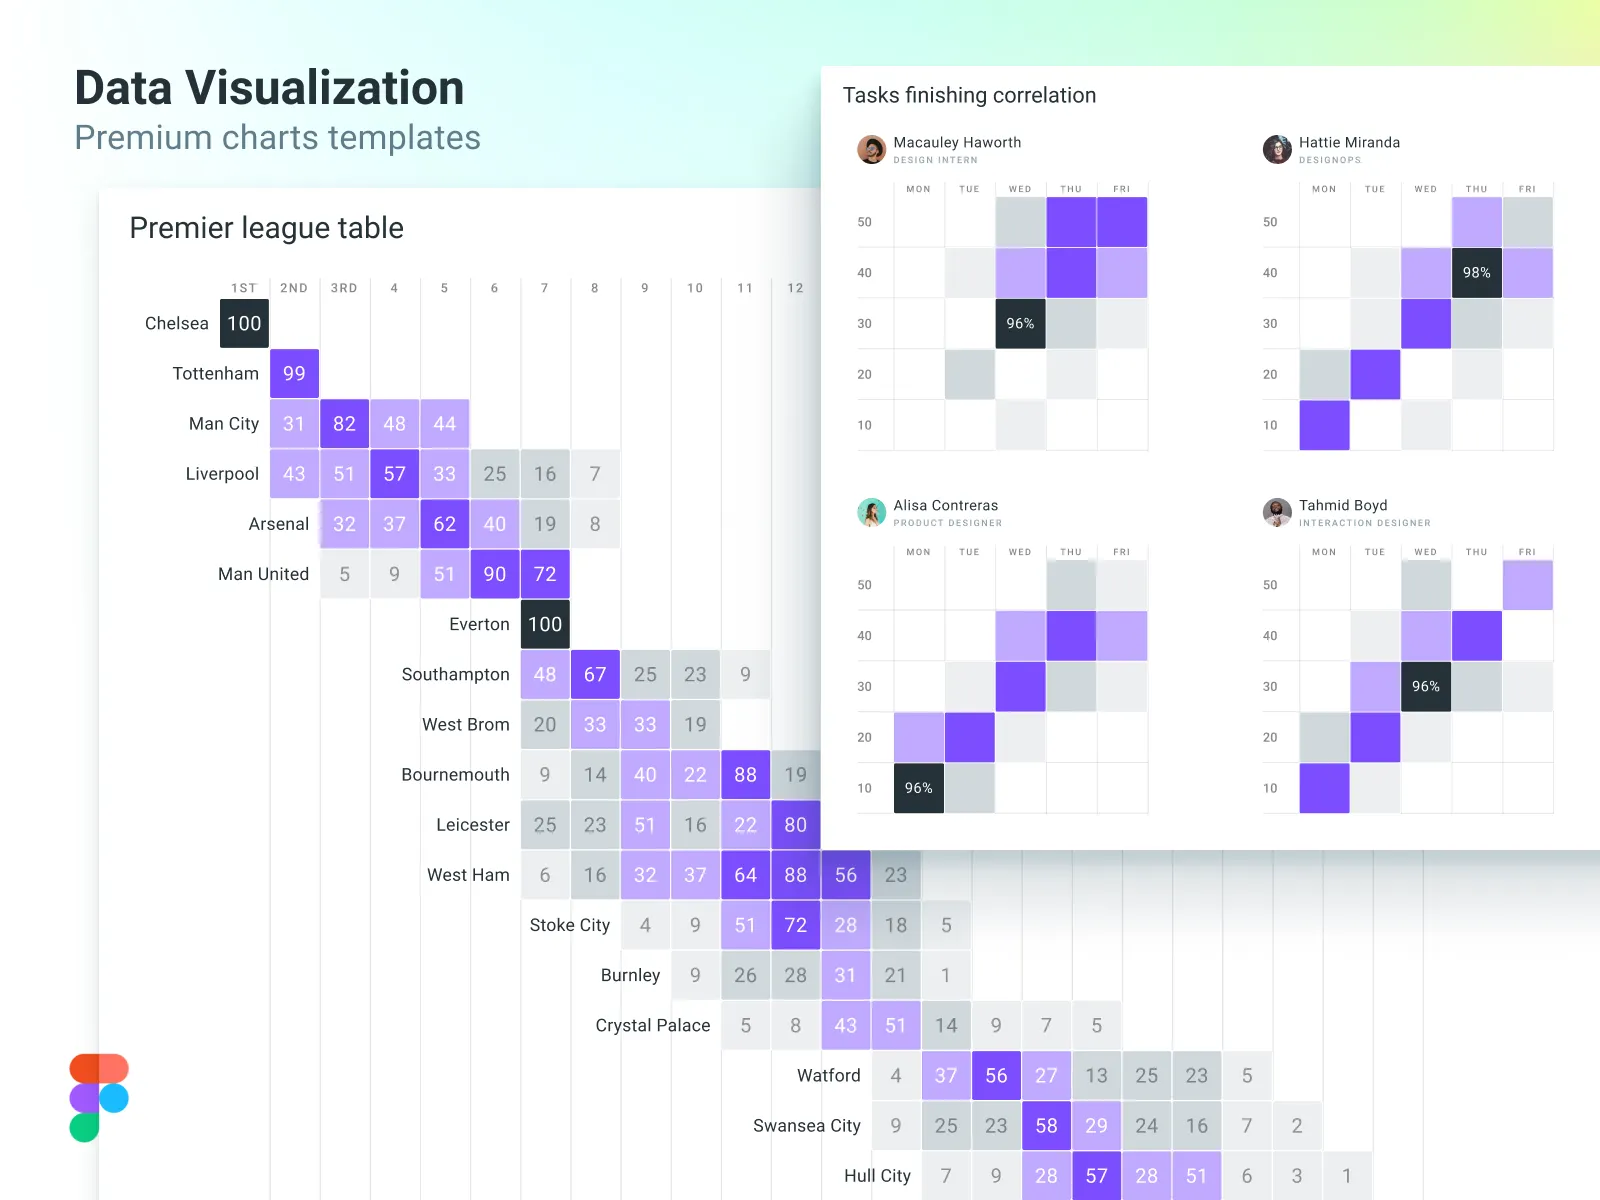 Data Visualization
Premium charts templates
Premier league table
1ST 2ND 3RD 4 5 6 7 8 9 10 11 12
Chelsea 100
Tottenham 99
Man City 31 82 48 44
Liverpool 43 51 57 33 25 16 7
Arsenal 32 37 62 40 19 8
Man United 5 9 51 90 72
Everton 100
Southampton 48 67 25 23 9
West Brom 20 33 33 19
Bournemouth 9 14 40 22 88 19
Leicester 25 23 51 16 22 80
West Ham 6 16 32 37 64 88 56 23
Stoke City 4 9 51 72 28 18 5
Burnley 9 26 28 31 21 1
Crystal Palace 5 8 43 51 14 9 7 5
Watford 4 37 56 27 13 25 23 5
Swansea City 9 25 23 58 29 24 16 7 2
Hull City 7 9 28 57 28 51 6 3 1
Tasks finishing correlation
Macauley Haworth
DESIGN INTERN
MON TUE WED THU FRI
50
40
30 96%
20
10
Hattie Miranda
DESIGNOPS
MON TUE WED THU FRI
50
40 98%
30
20
10
Alisa Contreras
PRODUCT DESIGNER
MON TUE WED THU FRI
50
40
30
20
10 96%
Tahmid Boyd
INTERACTION DESIGNER
MON TUE WED THU FRI
50
40
30 96%
20
10